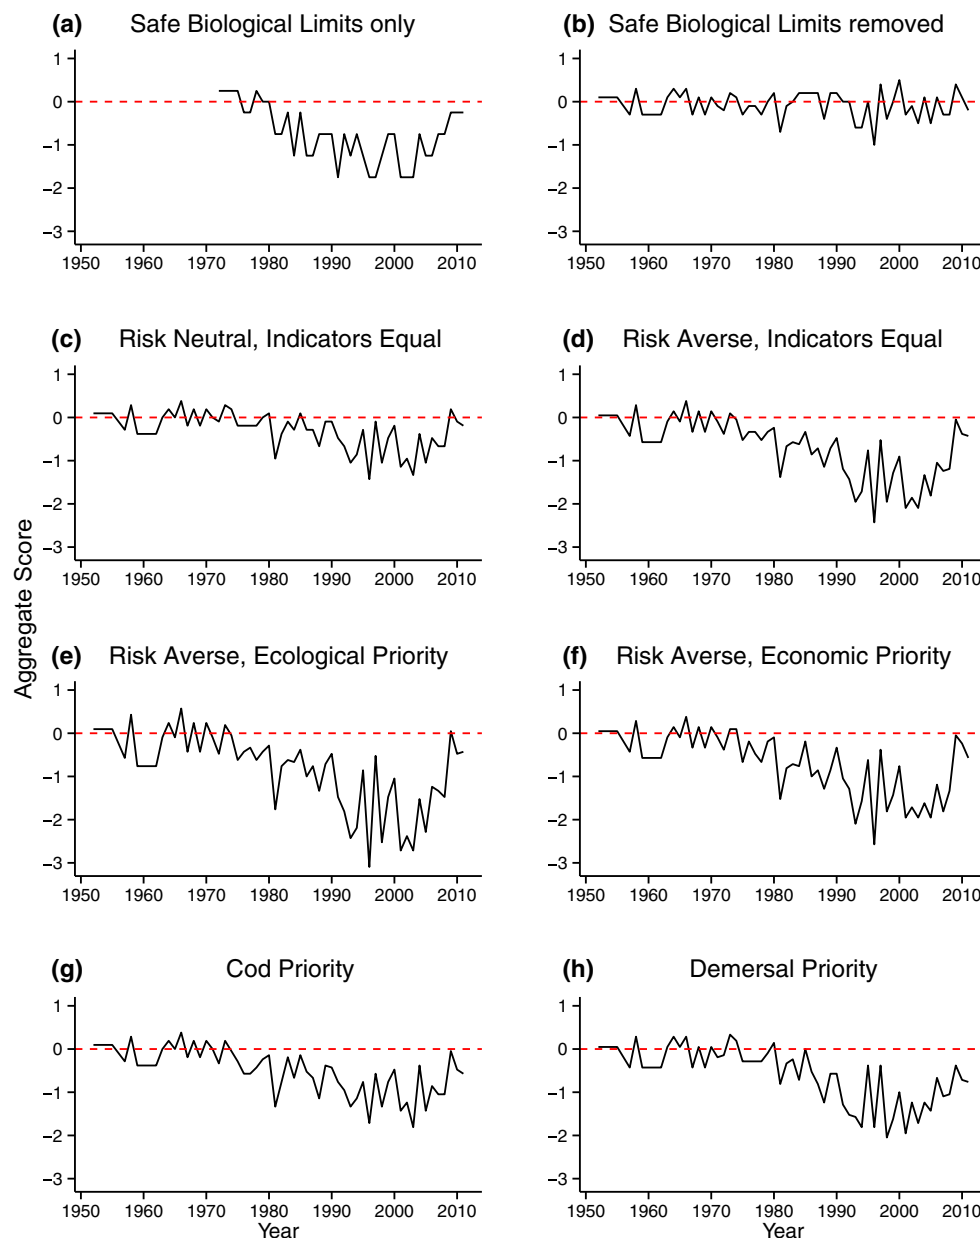 (a) Safe Biological Limits only
(b) Safe Biological Limits removed
1
0
−1
−2
−3
1950 1960 1970 1980 1990 2000 2010
1
0
−1
−2
−3
1950 1960 1970 1980 1990 2000 2010
(c) Risk Neutral, Indicators Equal
(d) Risk Averse, Indicators Equal
1
0
−1
−2
−3
1950 1960 1970 1980 1990 2000 2010
1
0
−1
−2
−3
1950 1960 1970 1980 1990 2000 2010
Aggregate Score
(e) Risk Averse, Ecological Priority
(f) Risk Averse, Economic Priority
1
0
−1
−2
−3
1950 1960 1970 1980 1990 2000 2010
1
0
−1
−2
−3
1950 1960 1970 1980 1990 2000 2010
(g) Cod Priority
(h) Demersal Priority
1
0
−1
−2
−3
1950 1960 1970 1980 1990 2000 2010
Year
1
0
−1
−2
−3
1950 1960 1970 1980 1990 2000 2010
Year